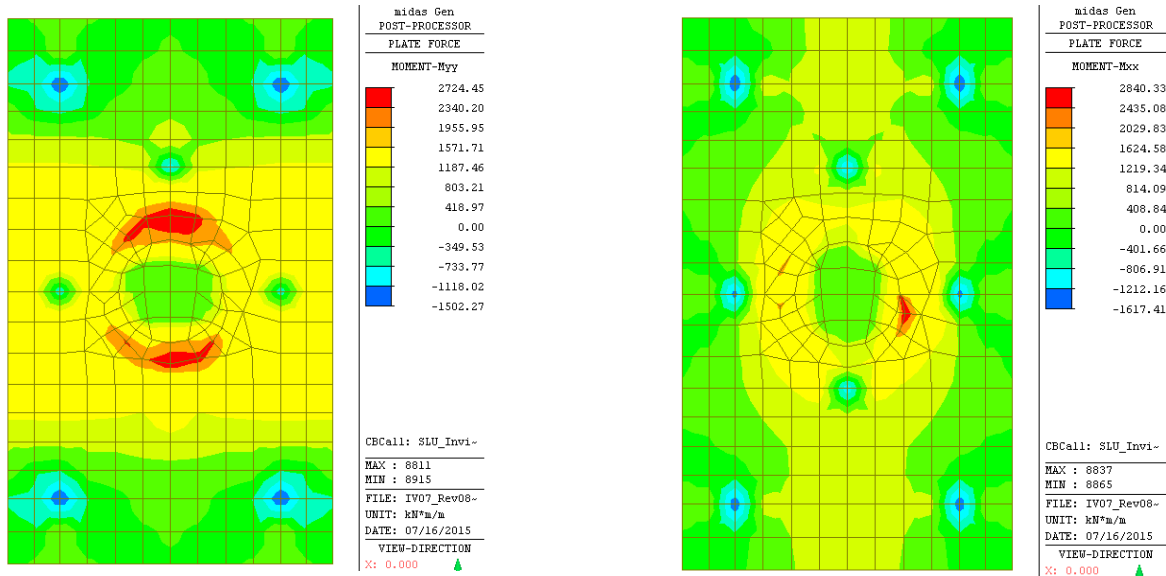 midas Gen
POST-PROCESSOR
PLATE FORCE
MOMENT-Myy
2724.45
2340.20
1955.95
1571.71
1187.46
803.21
418.97
0.00
-349.53
-733.77
-1118.02
-1502.27
CBCall: SLU_Invi~
MAX : 8811
MIN : 8915
FILE: IV07_Rev08~
UNIT: kN*m/m
DATE: 07/16/2015
VIEW-DIRECTION
X: 0.000
midas Gen
POST-PROCESSOR
PLATE FORCE
MOMENT-Mxx
2840.33
2435.08
2029.83
1624.58
1219.34
814.09
408.84
0.00
-401.66
-806.91
-1212.16
-1617.41
CBCall: SLU_Invi~
MAX : 8837
MIN : 8865
FILE: IV07_Rev08~
UNIT: kN*m/m
DATE: 07/16/2015
VIEW-DIRECTION
X: 0.000